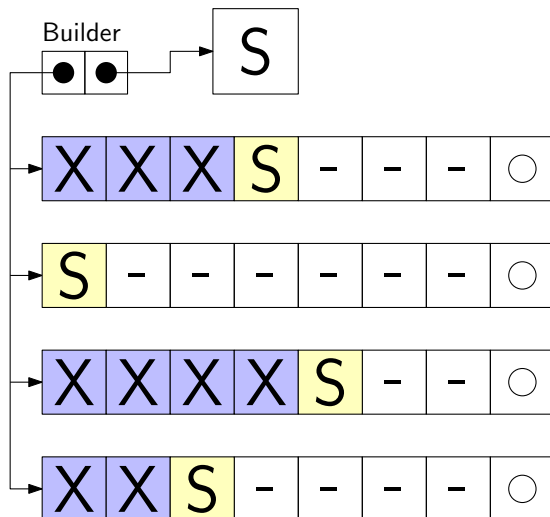 Builder
S
X X X S - - -
S - - - - - -
X X X X S - -
X X S - - - -